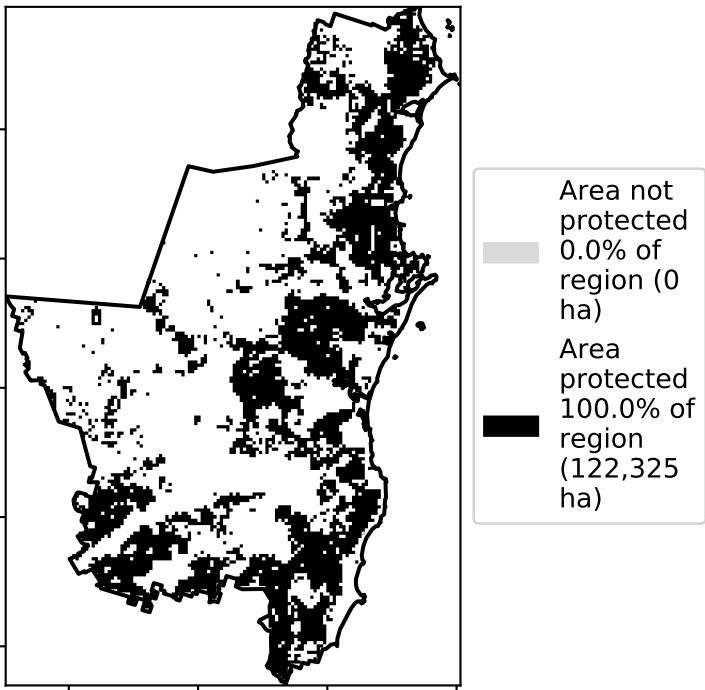 Area not
protected
0.0% of
region (0
ha)
Area
protected
100.0% of
region
(122,325
ha)